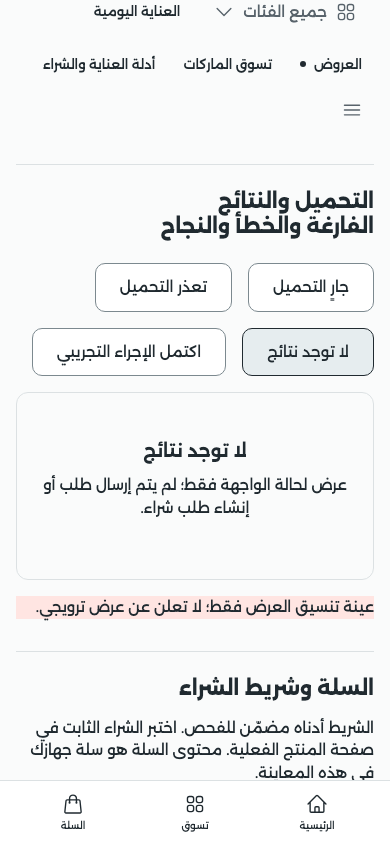 جميع الفئات
العناية اليومية
العروض
تسوق الماركات
أدلة العناية والشراء
التحميل والنتائج
الفارغة والخطأ والنجاح
جارٍ التحميل
تعذر التحميل
لا توجد نتائج
اكتمل الإجراء التجريبي
لا توجد نتائج
عرض لحالة الواجهة فقط؛ لم يتم إرسال طلب أو
إنشاء طلب شراء.
عينة تنسيق العرض فقط؛ لا تعلن عن عرض ترويجي.
السلة وشريط الشراء
الشريط أدناه مضمّن للفحص. اختبر الشراء الثابت في
صفحة المنتج الفعلية. محتوى السلة هو سلة جهازك
في هذه المعاينة.
الرئيسية
تسوق
السلة